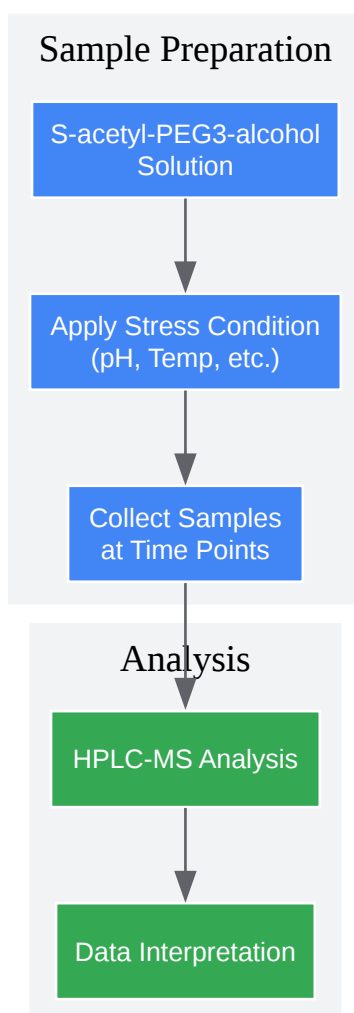 Sample Preparation
S-acetyl-PEG3-alcohol
Solution
Apply Stress Condition
(pH, Temp, etc.)
Collect Samples
at Time Points
Analysis
HPLC-MS Analysis
Data Interpretation